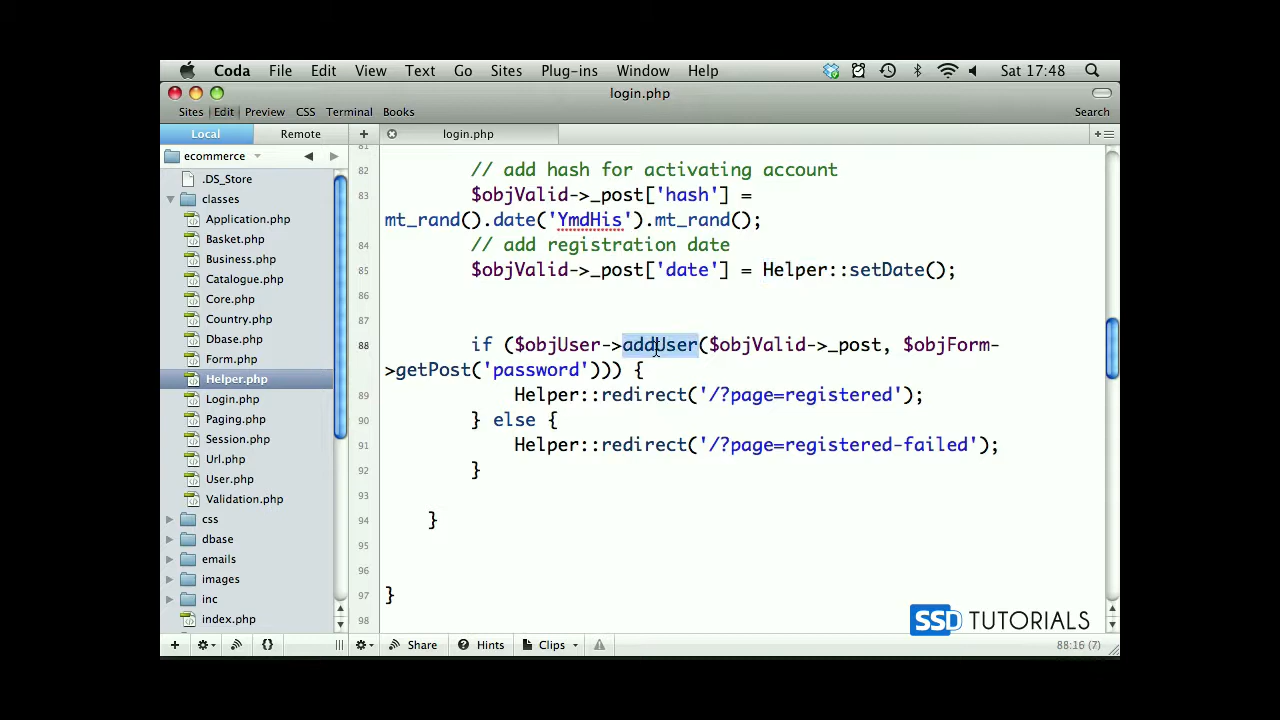 Coda File Edit View Text Go Sites Plug-ins Window Help Sat 17:48
login.php
Sites Edit Preview CSS Terminal Books Search
Local Remote + login.php
ecommerce
.DS_Store
classes
Application.php
Basket.php
Business.php
Catalogue.php
Core.php
Country.php
Dbase.php
Form.php
Helper.php
Login.php
Paging.php
Session.php
Url.php
User.php
Validation.php
css
dbase
emails
images
inc
index.php
81
82 // add hash for activating account
83 $objValid->_post['hash'] =
mt_rand().date('YmdHis').mt_rand();
84 // add registration date
85 $objValid->_post['date'] = Helper::setDate();
86
87
88 if ($objUser->addUser($objValid->_post, $objForm-
>getPost('password'))) {
89 Helper::redirect('/?page=registered');
90 } else {
91 Helper::redirect('/?page=registered-failed');
92 }
93
94 }
95
96
97 }
98
SSD TUTORIALS
Share Hints Clips 88:16 (7)